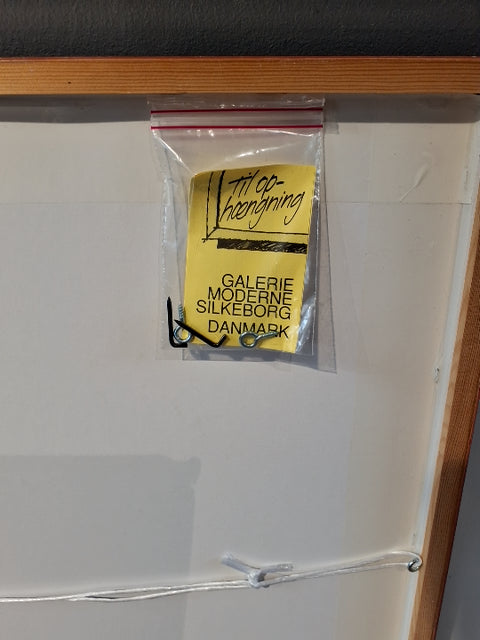 Til op-
hængning
GALERIE
MODERNE
SILKEBORG
DANMARK